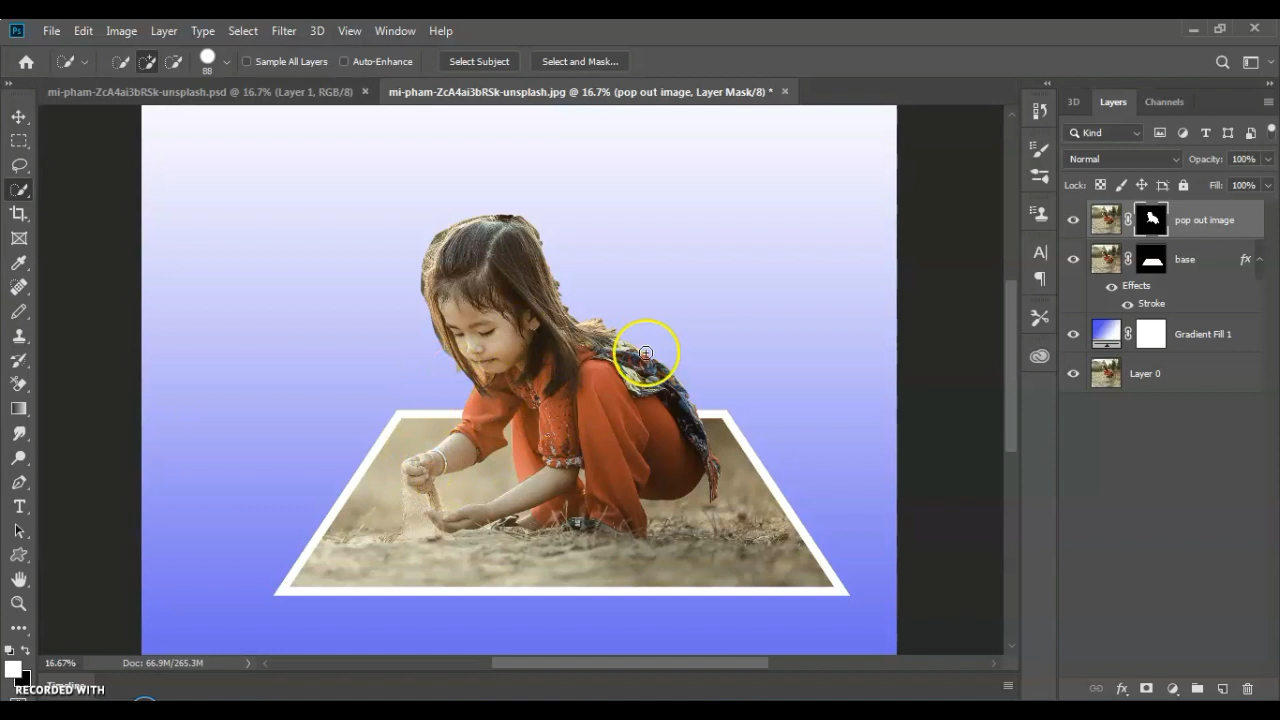 Ps File Edit Image Layer Type Select Filter 3D View Window Help
88 Sample All Layers Auto-Enhance Select Subject Select and Mask...
mi-pham-ZcA4ai3bRSk-unsplash.psd @ 16.7% (Layer 1, RGB/8) × mi-pham-ZcA4ai3bRSk-unsplash.jpg @ 16.7% (pop out image, Layer Mask/8) * ×
3D Layers Channels
Kind
Normal Opacity: 100%
Lock: Fill: 100%
pop out image
base fx
Effects
Stroke
Gradient Fill 1
Layer 0
16.67% Doc: 66.9M/265.3M
Timeline
RECORDED WITH